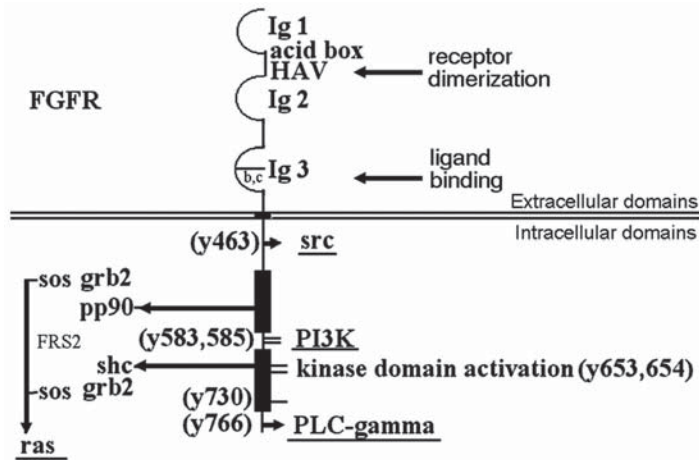 Ig 1
acid box
HAV
receptor
dimerization
FGFR
Ig 2
Ig 3
b,c
ligand
binding
Extracellular domains
Intracellular domains
(y463)
src
sos grb2
pp90
(y583,585)
PI3K
FRS2
shc
kinase domain activation (y653,654)
sos grb2
(y730)
(y766)
PLC-gamma
ras